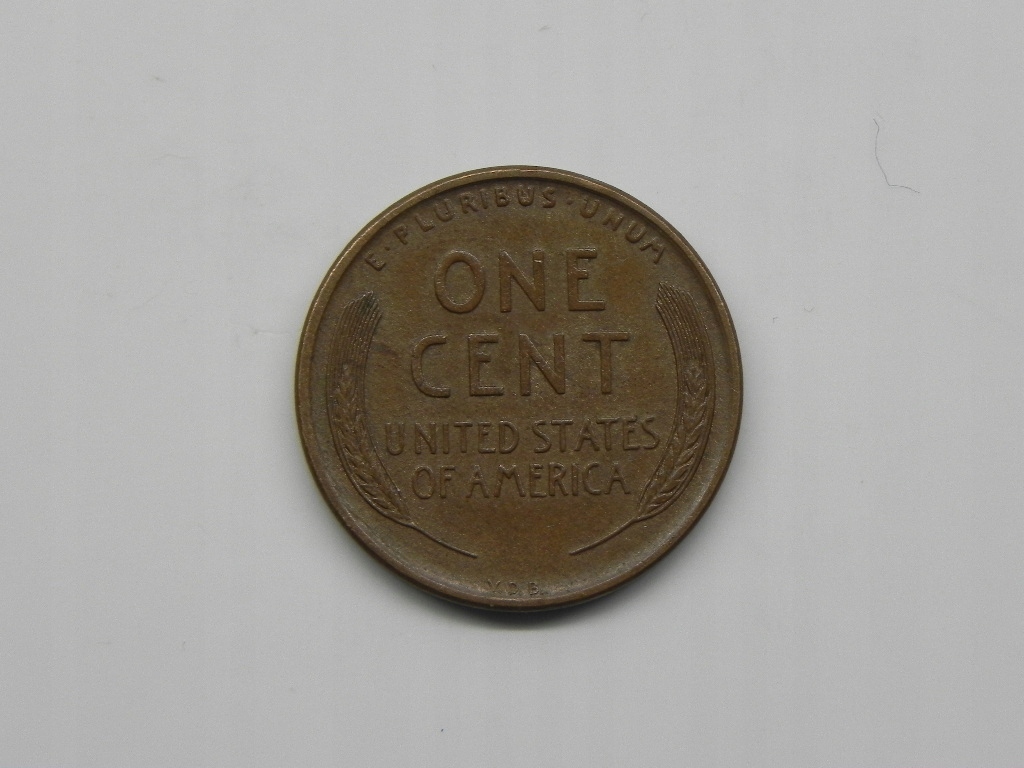 E·PLURIBUS·UNUM
ONE
CENT
UNITED STATES
OF AMERICA
V.D.B.